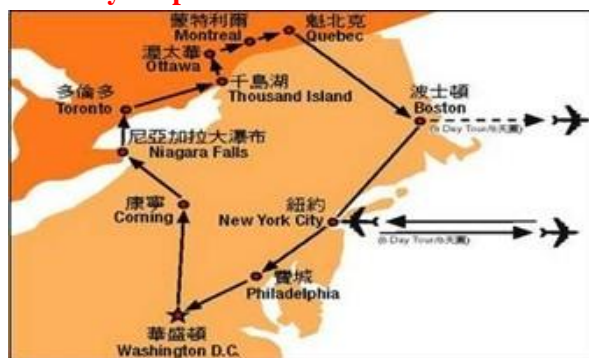 蒙特利爾
Montreal
魁北克
Quebec
渥太華
Ottawa
千島湖
Thousand Island
多倫多
Toronto
波士頓
Boston
尼亞加拉大瀑布
Niagara Falls
康寧
Corning
紐約
New York City
費城
Philadelphia
華盛頓
Washington D.C.